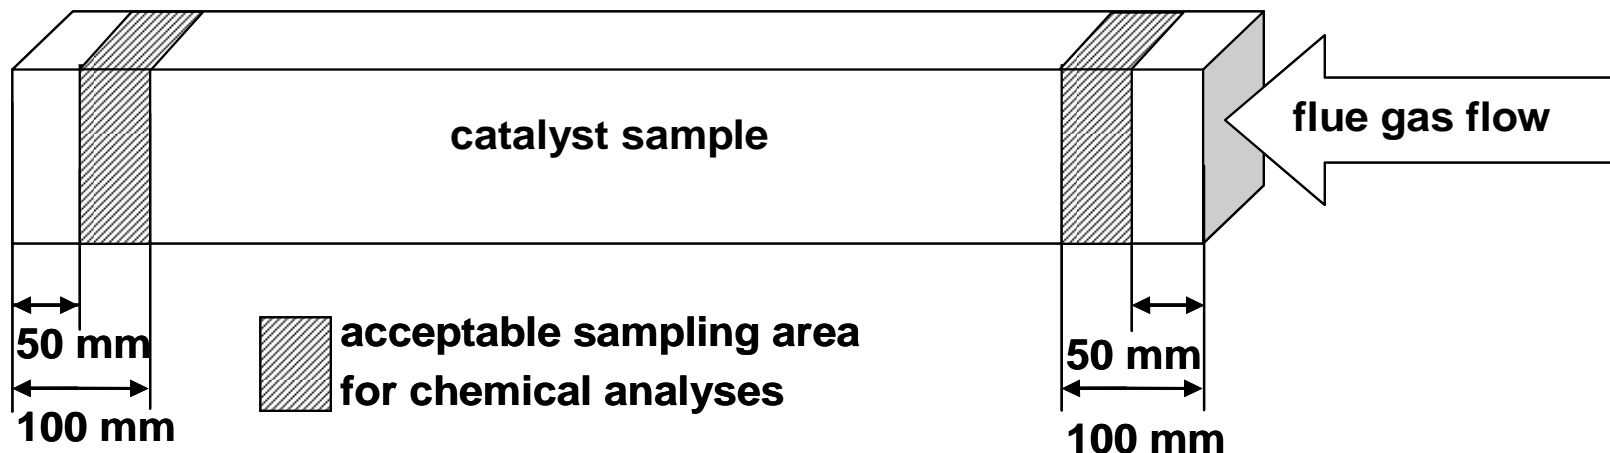 catalyst sample
flue gas flow
50 mm
100 mm
acceptable sampling area
for chemical analyses
50 mm
100 mm